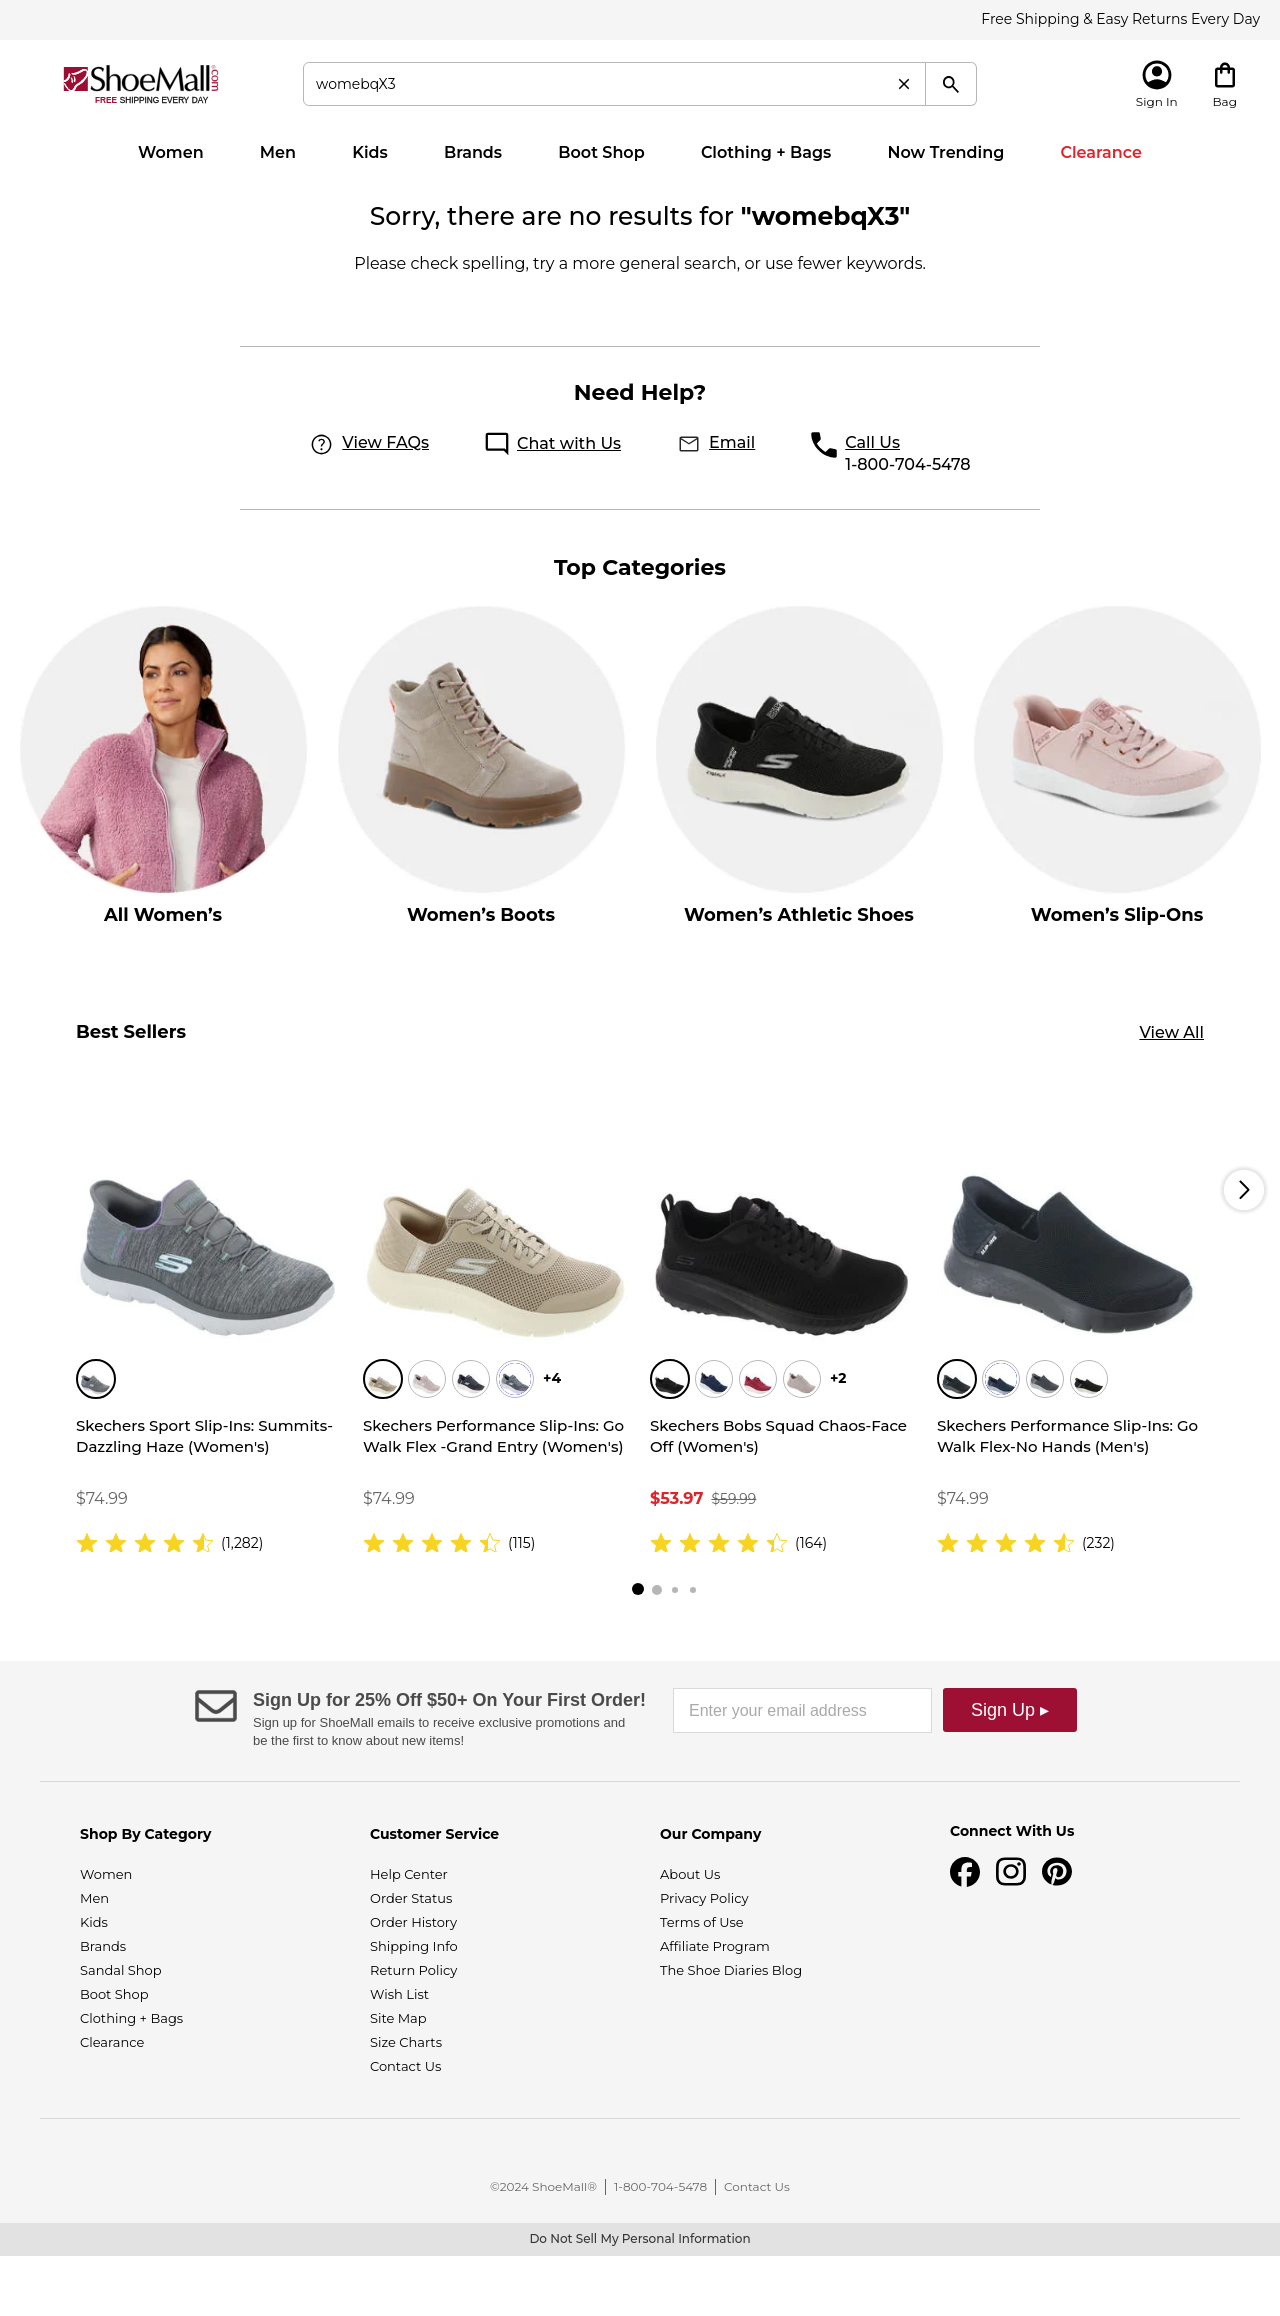 Free Shipping & Easy Returns Every Day
ShoeMall.com
FREE SHIPPING EVERY DAY
womebqX3
Sign In
Bag
Women
Men
Kids
Brands
Boot Shop
Clothing + Bags
Now Trending
Clearance
Sorry, there are no results for "womebqX3"
Please check spelling, try a more general search, or use fewer keywords.
Need Help?
View FAQs
Chat with Us
Email
Call Us
1-800-704-5478
Top Categories
All Women’s
Women’s Boots
Women’s Athletic Shoes
Women’s Slip-Ons
Best Sellers
View All
+4
+2
Skechers Sport Slip-Ins: Summits-
Dazzling Haze (Women's)
$74.99
(1,282)
Skechers Performance Slip-Ins: Go
Walk Flex -Grand Entry (Women's)
$74.99
(115)
Skechers Bobs Squad Chaos-Face
Off (Women's)
$53.97 $59.99
(164)
Skechers Performance Slip-Ins: Go
Walk Flex-No Hands (Men's)
$74.99
(232)
Sign Up for 25% Off $50+ On Your First Order!
Sign up for ShoeMall emails to receive exclusive promotions and
be the first to know about new items!
Enter your email address
Sign Up ▸
Shop By Category
Women
Men
Kids
Brands
Sandal Shop
Boot Shop
Clothing + Bags
Clearance
Customer Service
Help Center
Order Status
Order History
Shipping Info
Return Policy
Wish List
Site Map
Size Charts
Contact Us
Our Company
About Us
Privacy Policy
Terms of Use
Affiliate Program
The Shoe Diaries Blog
Connect With Us
©2024 ShoeMall® | 1-800-704-5478 | Contact Us
Do Not Sell My Personal Information